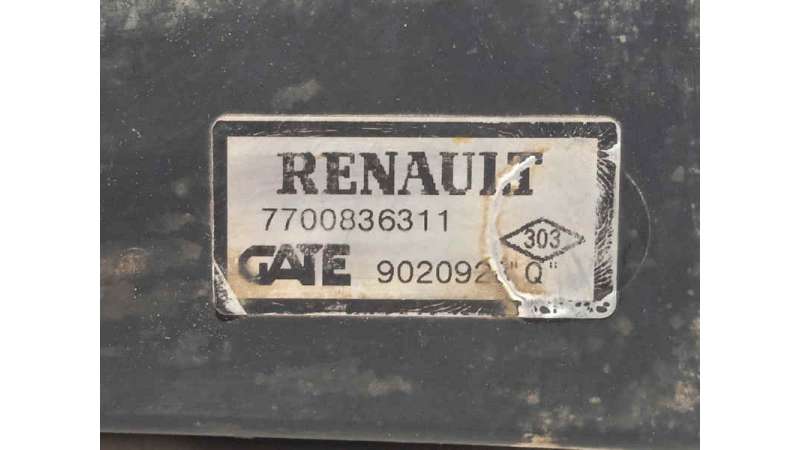 RENAULT
7700836311
303
GATE "Q"